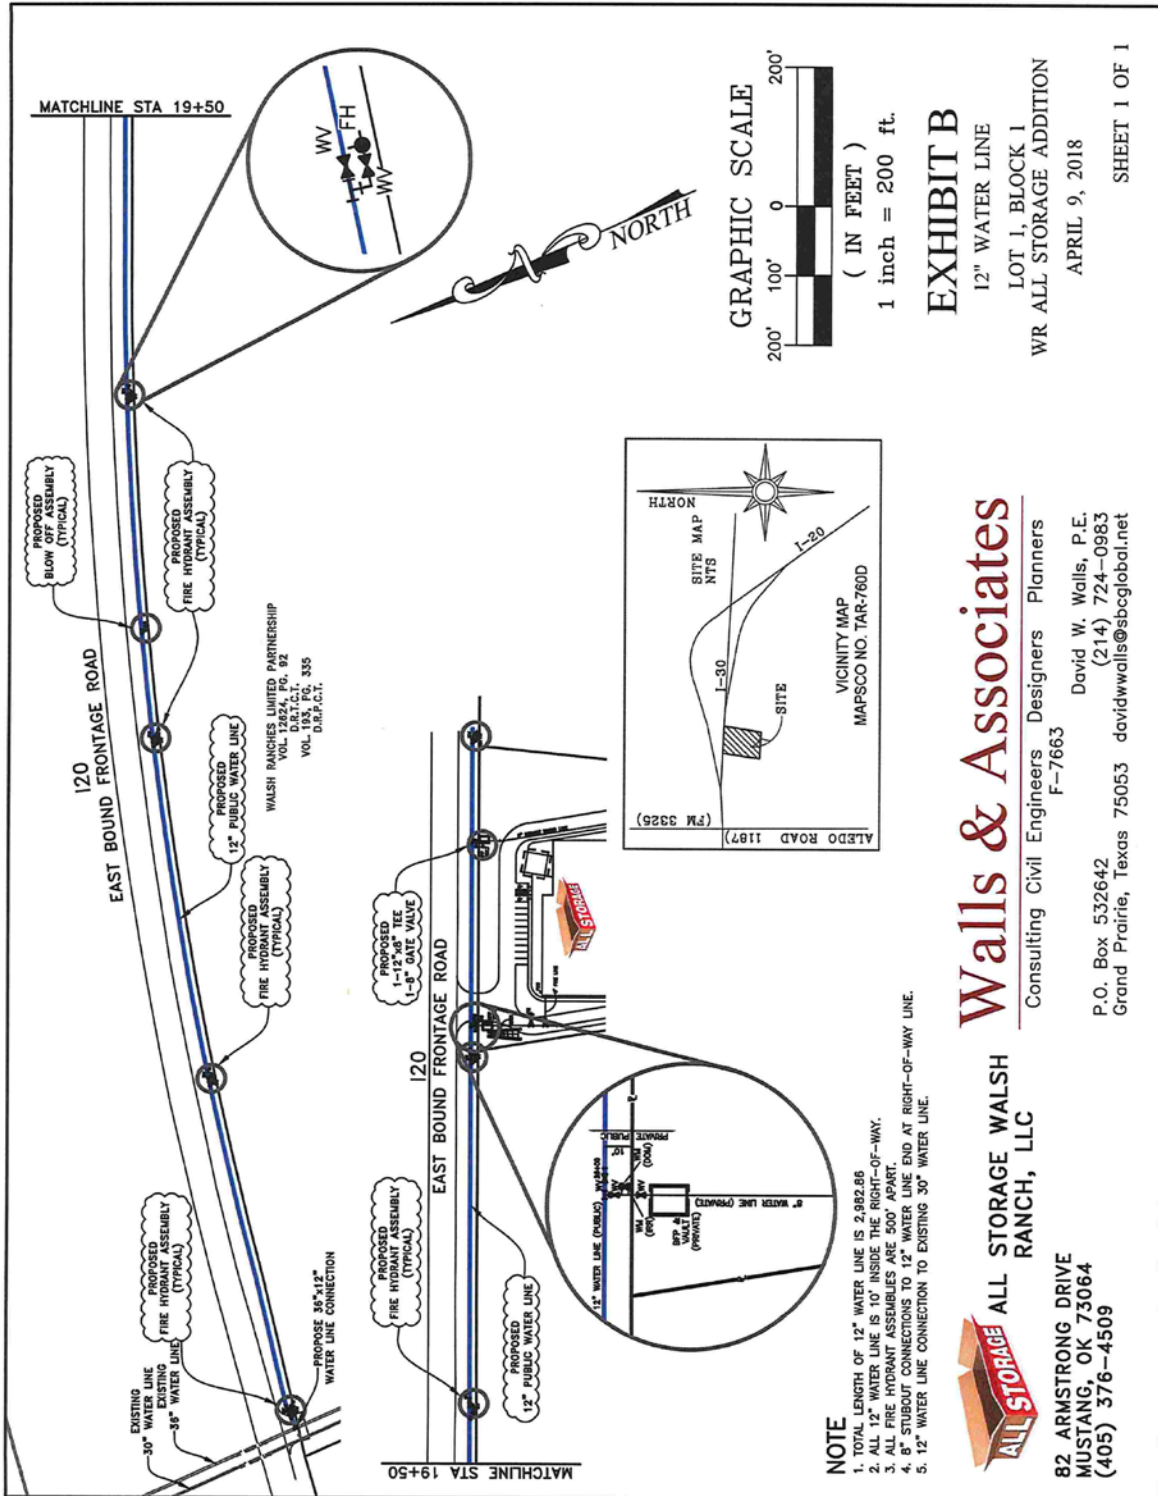 MATCHLINE STA 19+50
WV
FH
WV
PROPOSED
BLOW OFF ASSEMBLY
(TYPICAL)
PROPOSED
FIRE HYDRANT ASSEMBLY
(TYPICAL)
I20
EAST BOUND FRONTAGE ROAD
PROPOSED
12" PUBLIC WATER LINE
WALSH RANCHES LIMITED PARTNERSHIP
VOL. 12624, PG. 92
D.R.T.C.T.
VOL. 193, PG. 335
D.R.P.C.T.
PROPOSED
FIRE HYDRANT ASSEMBLY
(TYPICAL)
PROPOSED
FIRE HYDRANT ASSEMBLY
(TYPICAL)
EXISTING
30" WATER LINE
EXISTING
36" WATER LINE
PROPOSE 36"x12"
WATER LINE CONNECTION
NORTH
MATCHLINE STA 19+50
I20
EAST BOUND FRONTAGE ROAD
PROPOSED
1-12"x8" TEE
1-8" GATE VALVE
PROPOSED
FIRE HYDRANT ASSEMBLY
(TYPICAL)
PROPOSED
12" PUBLIC WATER LINE
ALL STORAGE
12" WATER LINE (PUBLIC)
PUBLIC
PRIVATE
10'
WV
WV
WM
(IRR)
WM
(DOM)
BFP &
VAULT
(PRIVATE)
8" WATER LINE (PRIVATE)
NORTH
SITE MAP
NTS
I-30
I-20
SITE
ALEDO ROAD 1187)
(FM 3325)
VICINITY MAP
MAPSCO NO. TAR-760D
GRAPHIC SCALE
200' 100' 0 200'
( IN FEET )
1 inch = 200 ft.
EXHIBIT B
12" WATER LINE
LOT 1, BLOCK 1
WR ALL STORAGE ADDITION
APRIL 9, 2018
SHEET 1 OF 1
NOTE
1. TOTAL LENGTH OF 12" WATER LINE IS 2,982.86
2. ALL 12" WATER LINE IS 10' INSIDE THE RIGHT-OF-WAY.
3. ALL FIRE HYDRANT ASSEMBLIES ARE 500' APART.
4. 8" STUBOUT CONNECTIONS TO 12" WATER LINE END AT RIGHT-OF-WAY LINE.
5. 12" WATER LINE CONNECTION TO EXISTING 30" WATER LINE.
ALL STORAGE
ALL STORAGE WALSH
RANCH, LLC
82 ARMSTRONG DRIVE
MUSTANG, OK 73064
(405) 376-4509
Walls & Associates
Consulting Civil Engineers Designers Planners
F-7663
David W. Walls, P.E.
P.O. Box 532642 (214) 724-0983
Grand Prairie, Texas 75053 davidwwalls@sbcglobal.net